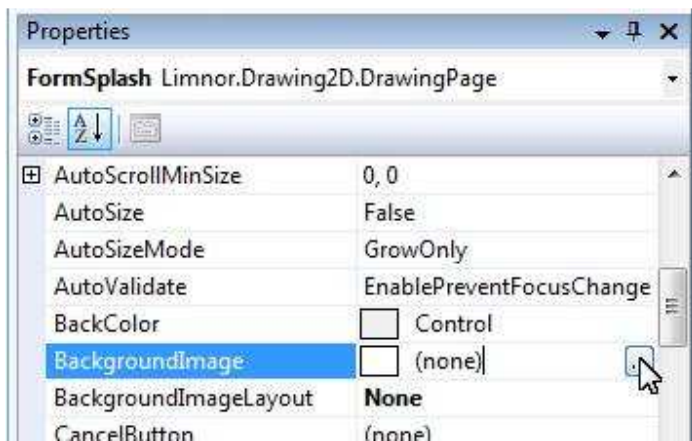 Properties
FormSplash Limnor.Drawing2D.DrawingPage
AutoScrollMinSize 0, 0
AutoSize False
AutoSizeMode GrowOnly
AutoValidate EnablePreventFocusChange
BackColor Control
BackgroundImage (none)
BackgroundImageLayout None
CancelButton (none)